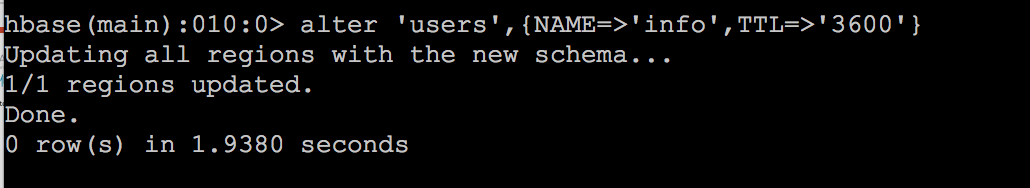 hbase(main):010:0> alter 'users',{NAME=>'info',TTL=>'3600'}
Updating all regions with the new schema...
1/1 regions updated.
Done.
0 row(s) in 1.9380 seconds